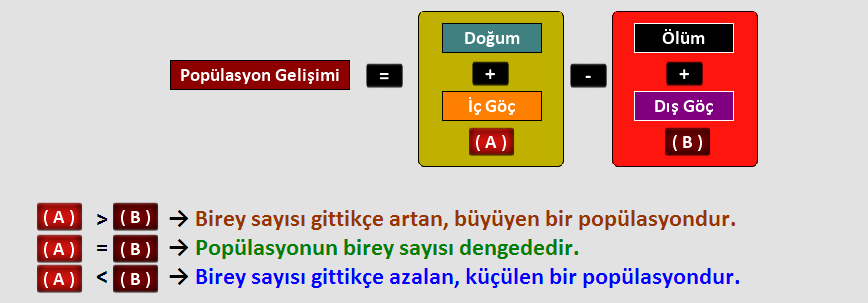 Doğum Ölüm
Popülasyon Gelişimi = + - +
İç Göç Dış Göç
( A ) ( B )
( A ) > ( B ) → Birey sayısı gittikçe artan, büyüyen bir popülasyondur.
( A ) = ( B ) → Popülasyonun birey sayısı dengededir.
( A ) < ( B ) → Birey sayısı gittikçe azalan, küçülen bir popülasyondur.